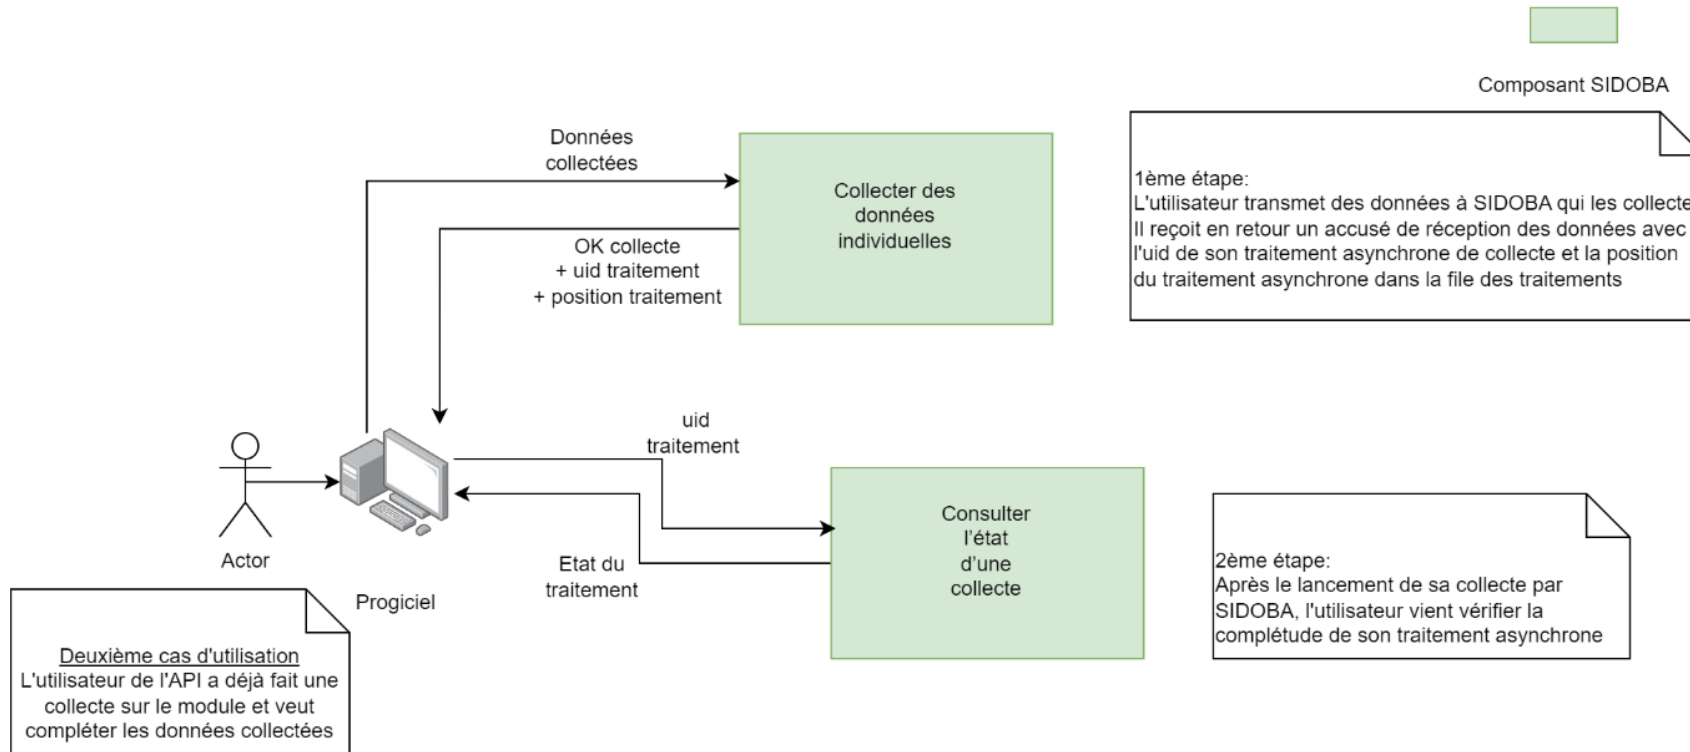 Composant SIDOBA
Données
collectées
Collecter des
données
individuelles
OK collecte
+ uid traitement
+ position traitement
1ème étape:
L'utilisateur transmet des données à SIDOBA qui les collecte
Il reçoit en retour un accusé de réception des données avec
l'uid de son traitement asynchrone de collecte et la position
du traitement asynchrone dans la file des traitements
uid
traitement
Actor
Progiciel
Etat du
traitement
Consulter
l'état
d'une
collecte
2ème étape:
Après le lancement de sa collecte par
SIDOBA, l'utilisateur vient vérifier la
complétude de son traitement asynchrone
Deuxième cas d'utilisation
L'utilisateur de l'API a déjà fait une
collecte sur le module et veut
compléter les données collectées